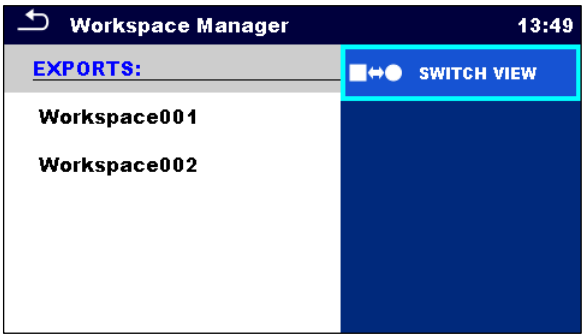 Workspace Manager 13:49
EXPORTS:
SWITCH VIEW
Workspace001
Workspace002